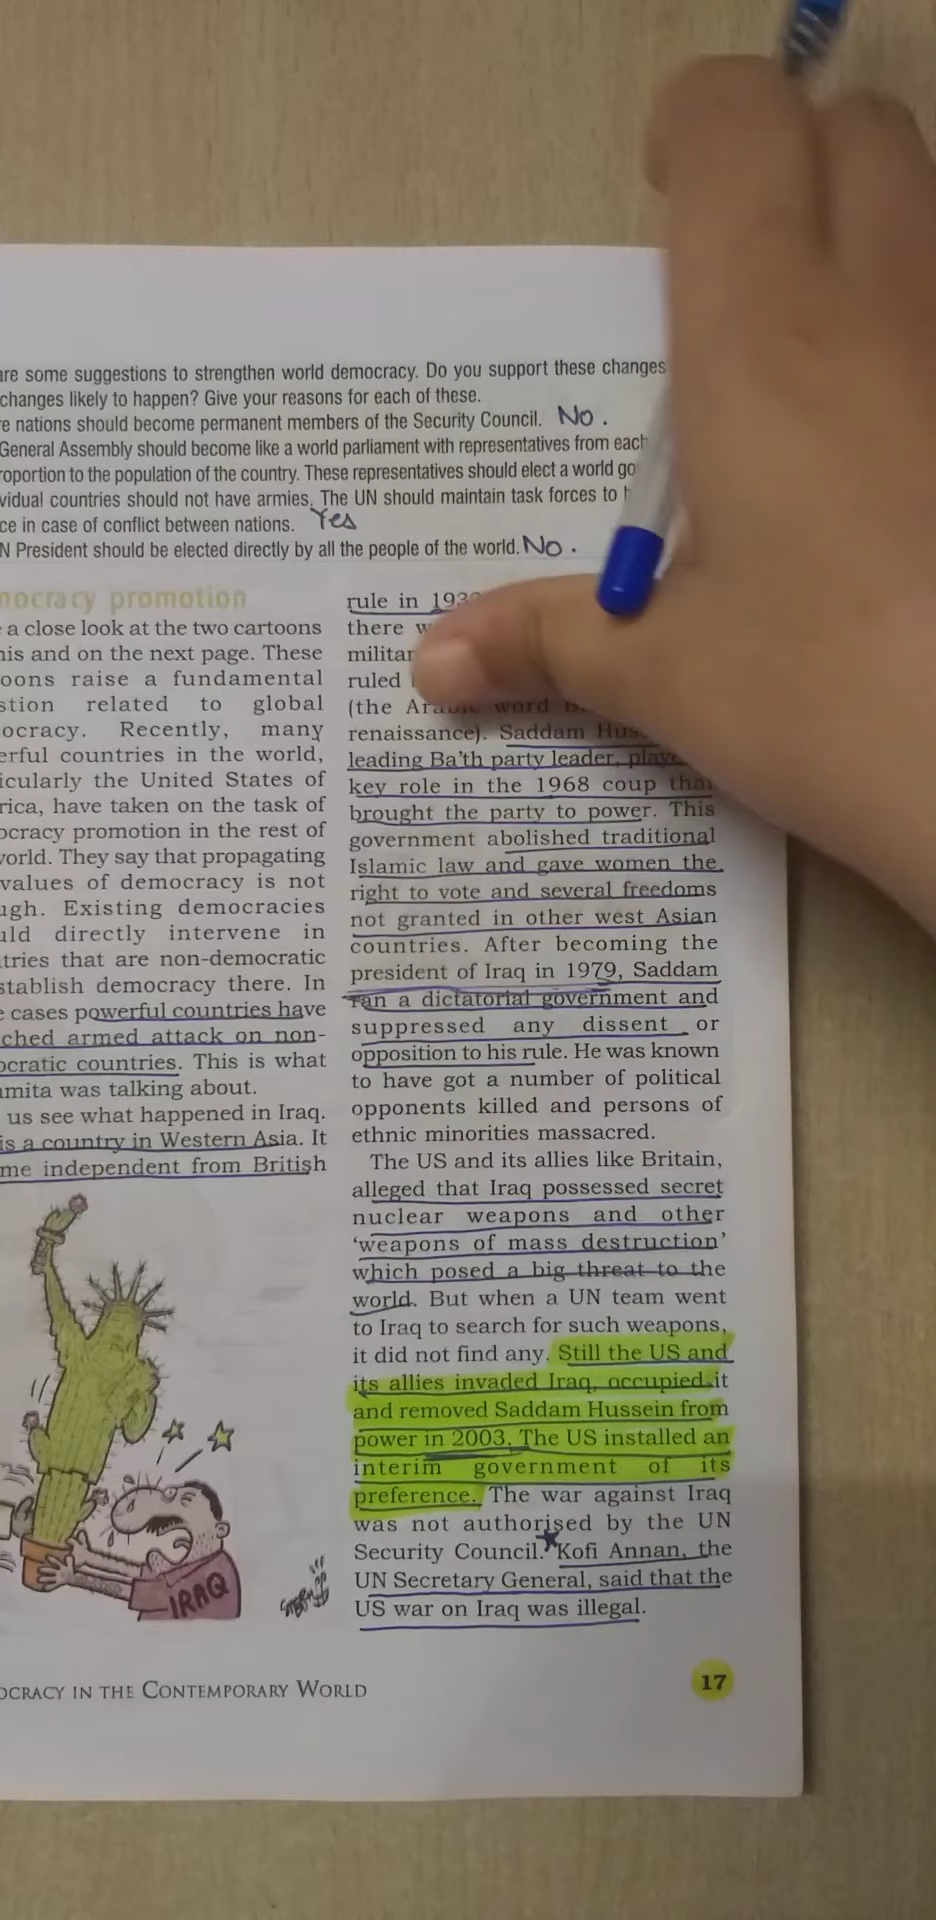 are some suggestions to strengthen world democracy. Do you support these changes
changes likely to happen? Give your reasons for each of these.
re nations should become permanent members of the Security Council. No.
General Assembly should become like a world parliament with representatives from each
roportion to the population of the country. These representatives should elect a world go
vidual countries should not have armies. The UN should maintain task forces to
ce in case of conflict between nations. Yes
N President should be elected directly by all the people of the world. No.
nocracy promotion
a close look at the two cartoons
his and on the next page. These
oons raise a fundamental
stion related to global
ocracy. Recently, many
erful countries in the world,
icularly the United States of
rica, have taken on the task of
ocracy promotion in the rest of
world. They say that propagating
values of democracy is not
ugh. Existing democracies
uld directly intervene in
tries that are non-democratic
stablish democracy there. In
e cases powerful countries have
ched armed attack on non-
ocratic countries. This is what
mita was talking about.
us see what happened in Iraq.
is a country in Western Asia. It
me independent from British
rule in 193
there w
militar
ruled
(the Arabic word B
renaissance). Saddam Hus
leading Ba'th party leader, playe
key role in the 1968 coup that
brought the party to power. This
government abolished traditional
Islamic law and gave women the
right to vote and several freedoms
not granted in other west Asian
countries. After becoming the
president of Iraq in 1979, Saddam
ran a dictatorial government and
suppressed any dissent or
opposition to his rule. He was known
to have got a number of political
opponents killed and persons of
ethnic minorities massacred.
The US and its allies like Britain,
alleged that Iraq possessed secret
nuclear weapons and other
'weapons of mass destruction'
which posed a big threat to the
world. But when a UN team went
to Iraq to search for such weapons,
it did not find any. Still the US and
its allies invaded Iraq, occupied it
and removed Saddam Hussein from
power in 2003. The US installed an
interim government of its
preference. The war against Iraq
was not authorised by the UN
Security Council. Kofi Annan, the
UN Secretary General, said that the
US war on Iraq was illegal.
IRAQ
OCRACY IN THE CONTEMPORARY WORLD
17